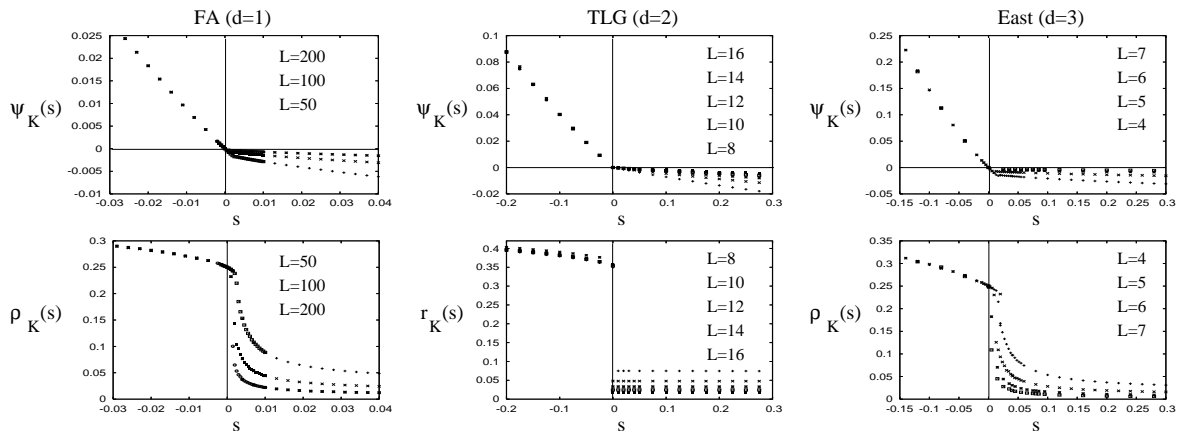 FA (d=1)
TLG (d=2)
East (d=3)
0.025
0.02
0.015
0.01
0.005
0
-0.005
-0.01
ψK(s)
L=200
L=100
L=50
-0.03 -0.02 -0.01 0 0.01 0.02 0.03 0.04
s
0.1
0.08
0.06
0.04
0.02
0
-0.02
ψK(s)
L=16
L=14
L=12
L=10
L=8
-0.2 -0.1 0 0.1 0.2 0.3
s
0.25
0.20
0.15
0.10
0.05
0
-0.05
ψK(s)
L=7
L=6
L=5
L=4
-0.15 -0.1 -0.05 0 0.05 0.1 0.15 0.2 0.25 0.3
s
0.3
0.25
0.2
0.15
0.1
0.05
0
ρK(s)
L=50
L=100
L=200
-0.03 -0.02 -0.01 0 0.01 0.02 0.03 0.04
s
0.4
0.35
0.3
0.25
0.2
0.15
0.1
0.05
0
rK(s)
L=8
L=10
L=12
L=14
L=16
-0.2 -0.1 0 0.1 0.2 0.3
s
0.35
0.3
0.25
0.2
0.15
0.1
0.05
0
ρK(s)
L=4
L=5
L=6
L=7
-0.15 -0.1 -0.05 0 0.05 0.1 0.15 0.2 0.25 0.3
s